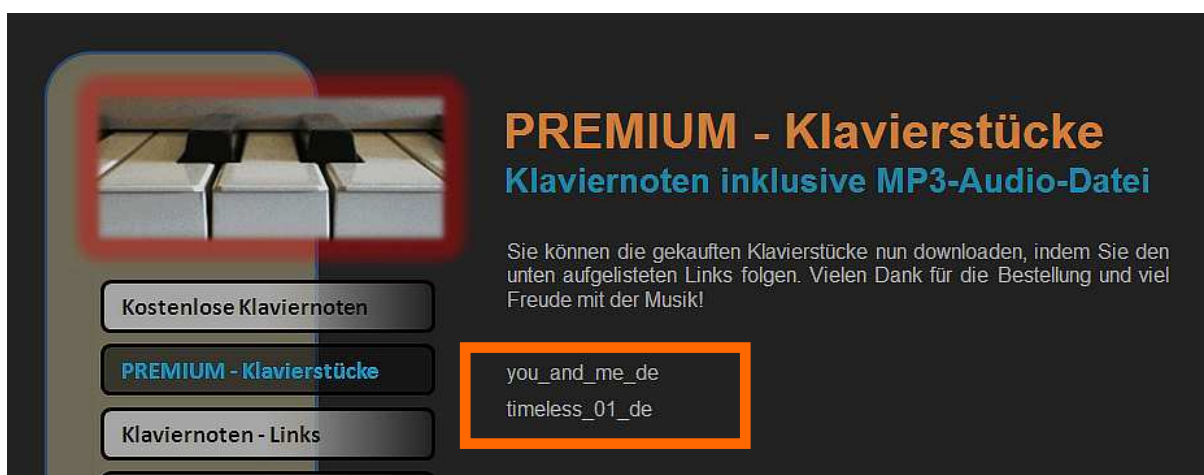 PREMIUM - Klavierstücke
Klaviernoten inklusive MP3-Audio-Datei
Sie können die gekauften Klavierstücke nun downloaden, indem Sie den
unten aufgelisteten Links folgen. Vielen Dank für die Bestellung und viel
Freude mit der Musik!
Kostenlose Klaviernoten
PREMIUM - Klavierstücke
Klaviernoten - Links
you_and_me_de
timeless_01_de